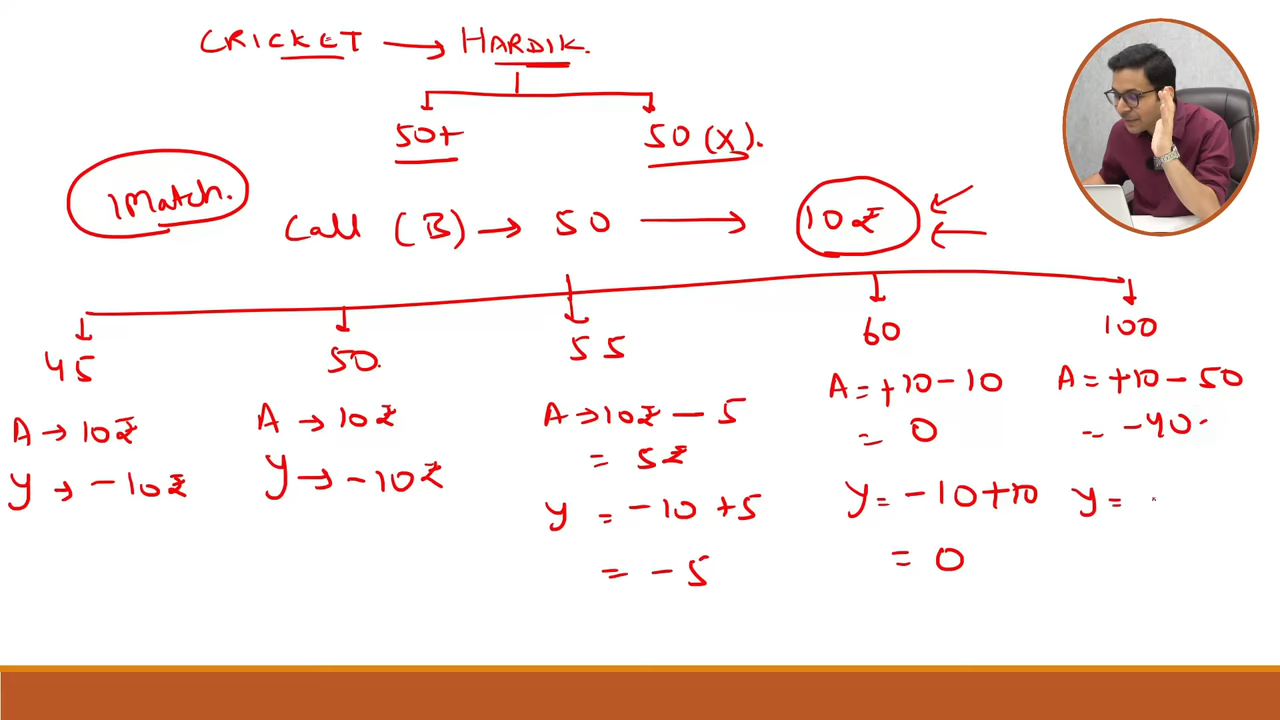 CRICKET → HARDIK.
50+ 50 (X).
1 Match.
Call (B) → 50 → 10₹
45 50. 55 60 100
A → 10₹
Y → -10₹
A → 10₹
Y → -10₹
A → 10₹ - 5
= 5₹
Y = -10 + 5
= -5
A = +10 - 10
= 0
Y = -10 + 10
= 0
A = +10 - 50
= -40.
Y =